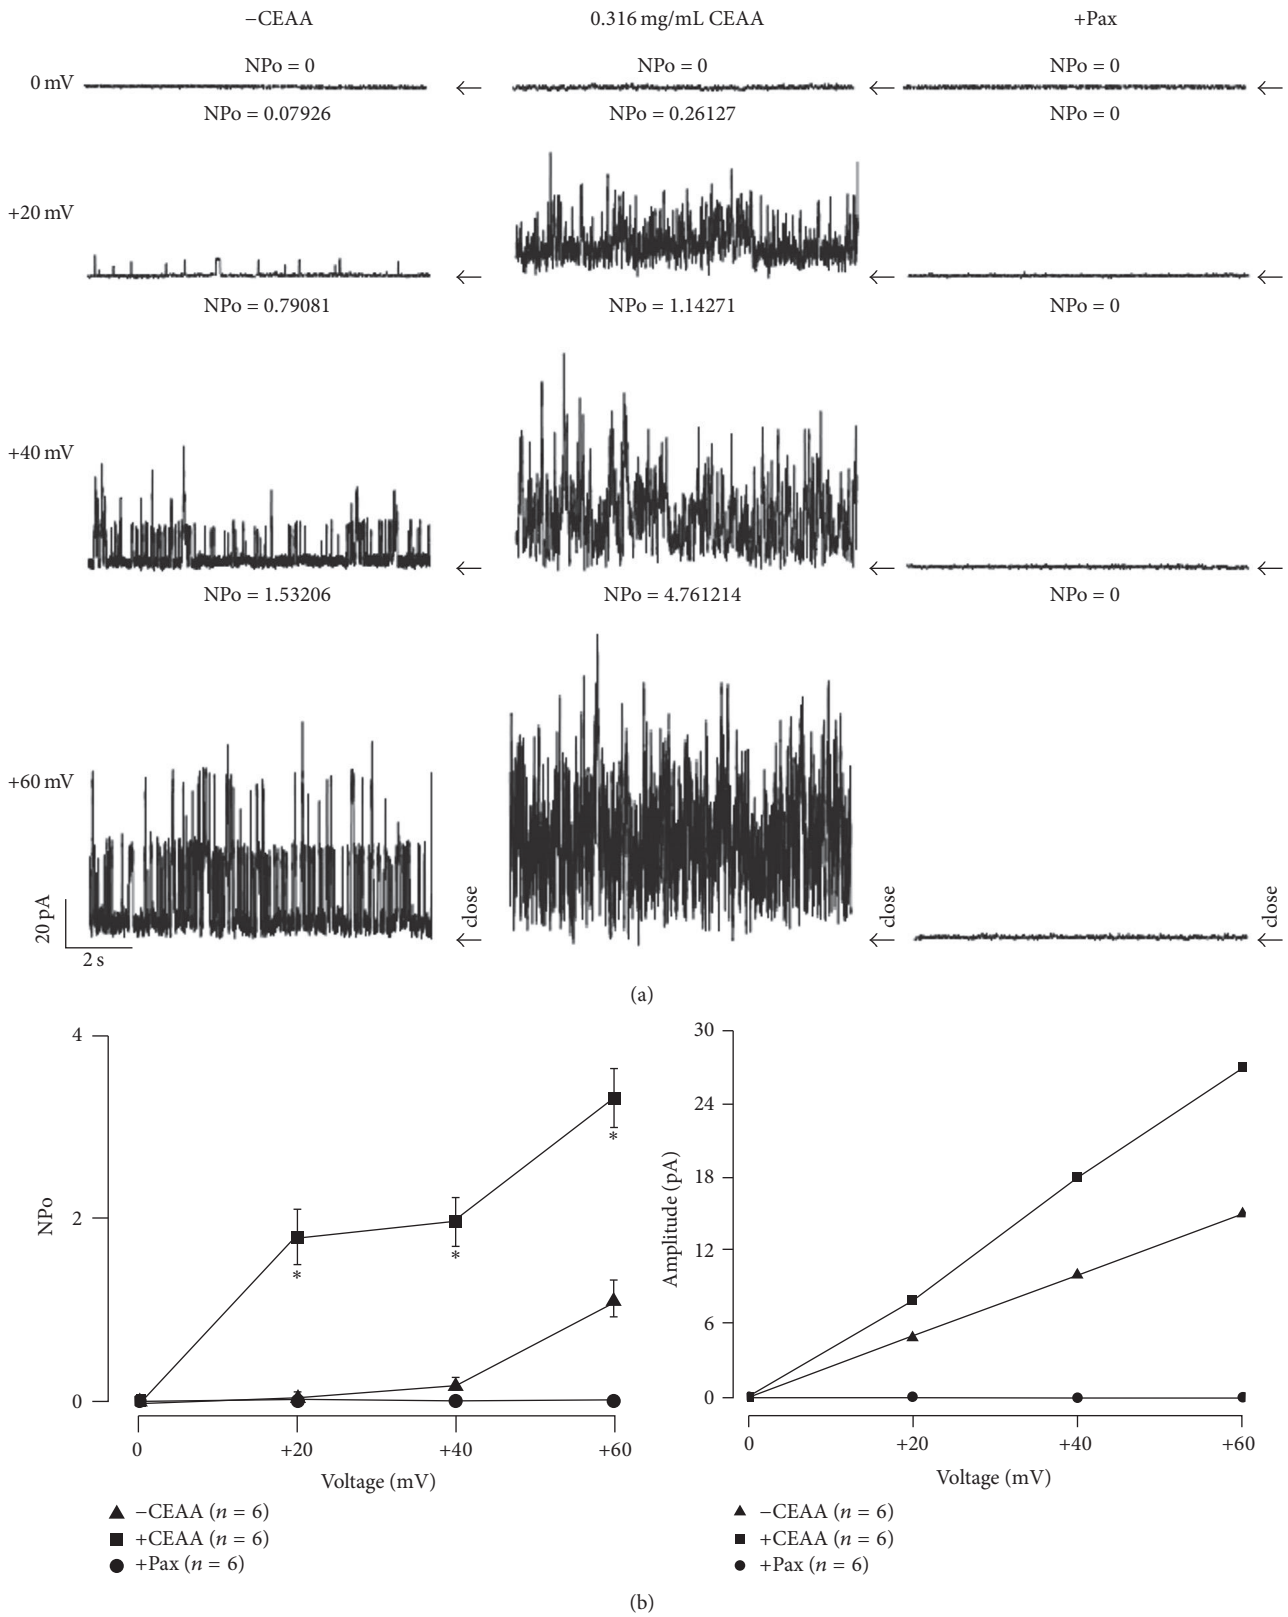 −CEAA 0.316 mg/mL CEAA +Pax
NPo = 0 NPo = 0 NPo = 0
0 mV
NPo = 0.07926 NPo = 0.26127 NPo = 0
+20 mV
NPo = 0.79081 NPo = 1.14271 NPo = 0
+40 mV
NPo = 1.53206 NPo = 4.761214 NPo = 0
+60 mV
20 pA
2 s
close
close
close
(a)
4
2
0
NPo
*
*
*
0 +20 +40 +60
Voltage (mV)
−CEAA (n = 6)
+CEAA (n = 6)
+Pax (n = 6)
30
24
18
12
6
0
Amplitude (pA)
0 +20 +40 +60
Voltage (mV)
−CEAA (n = 6)
+CEAA (n = 6)
+Pax (n = 6)
(b)